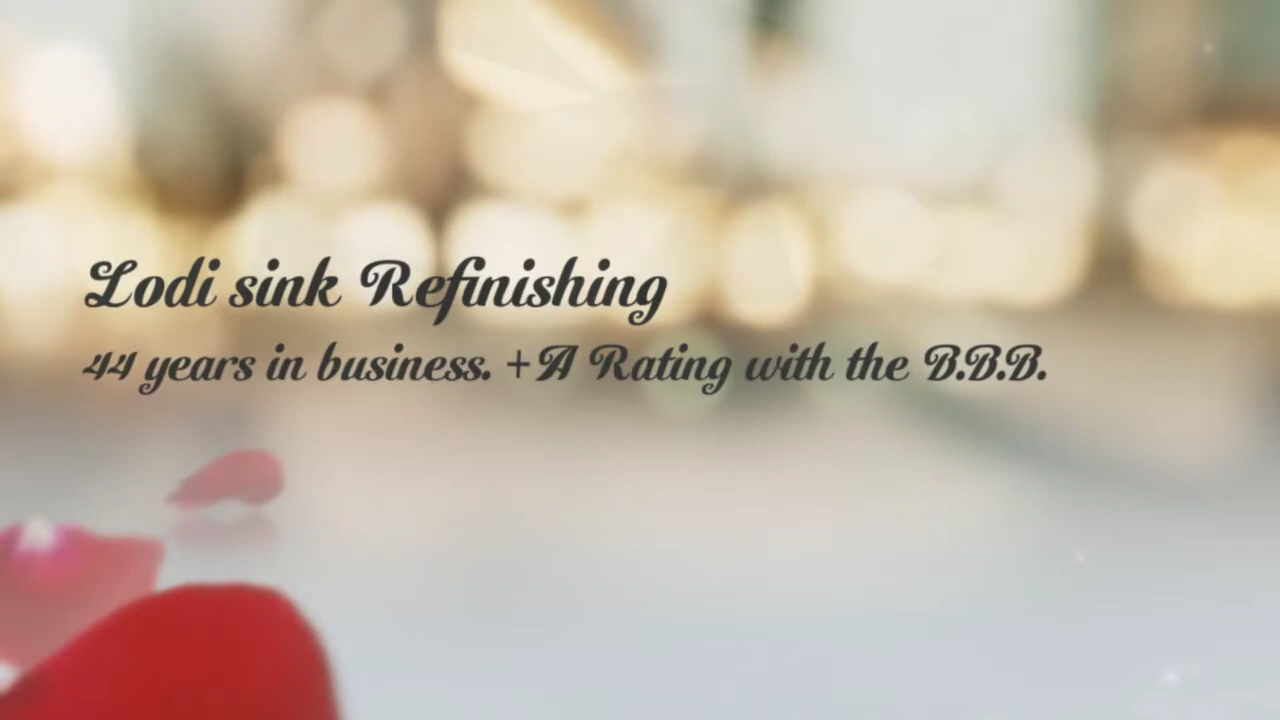 Lodi sink Refinishing
44 years in business. +A Rating with the B.B.B.